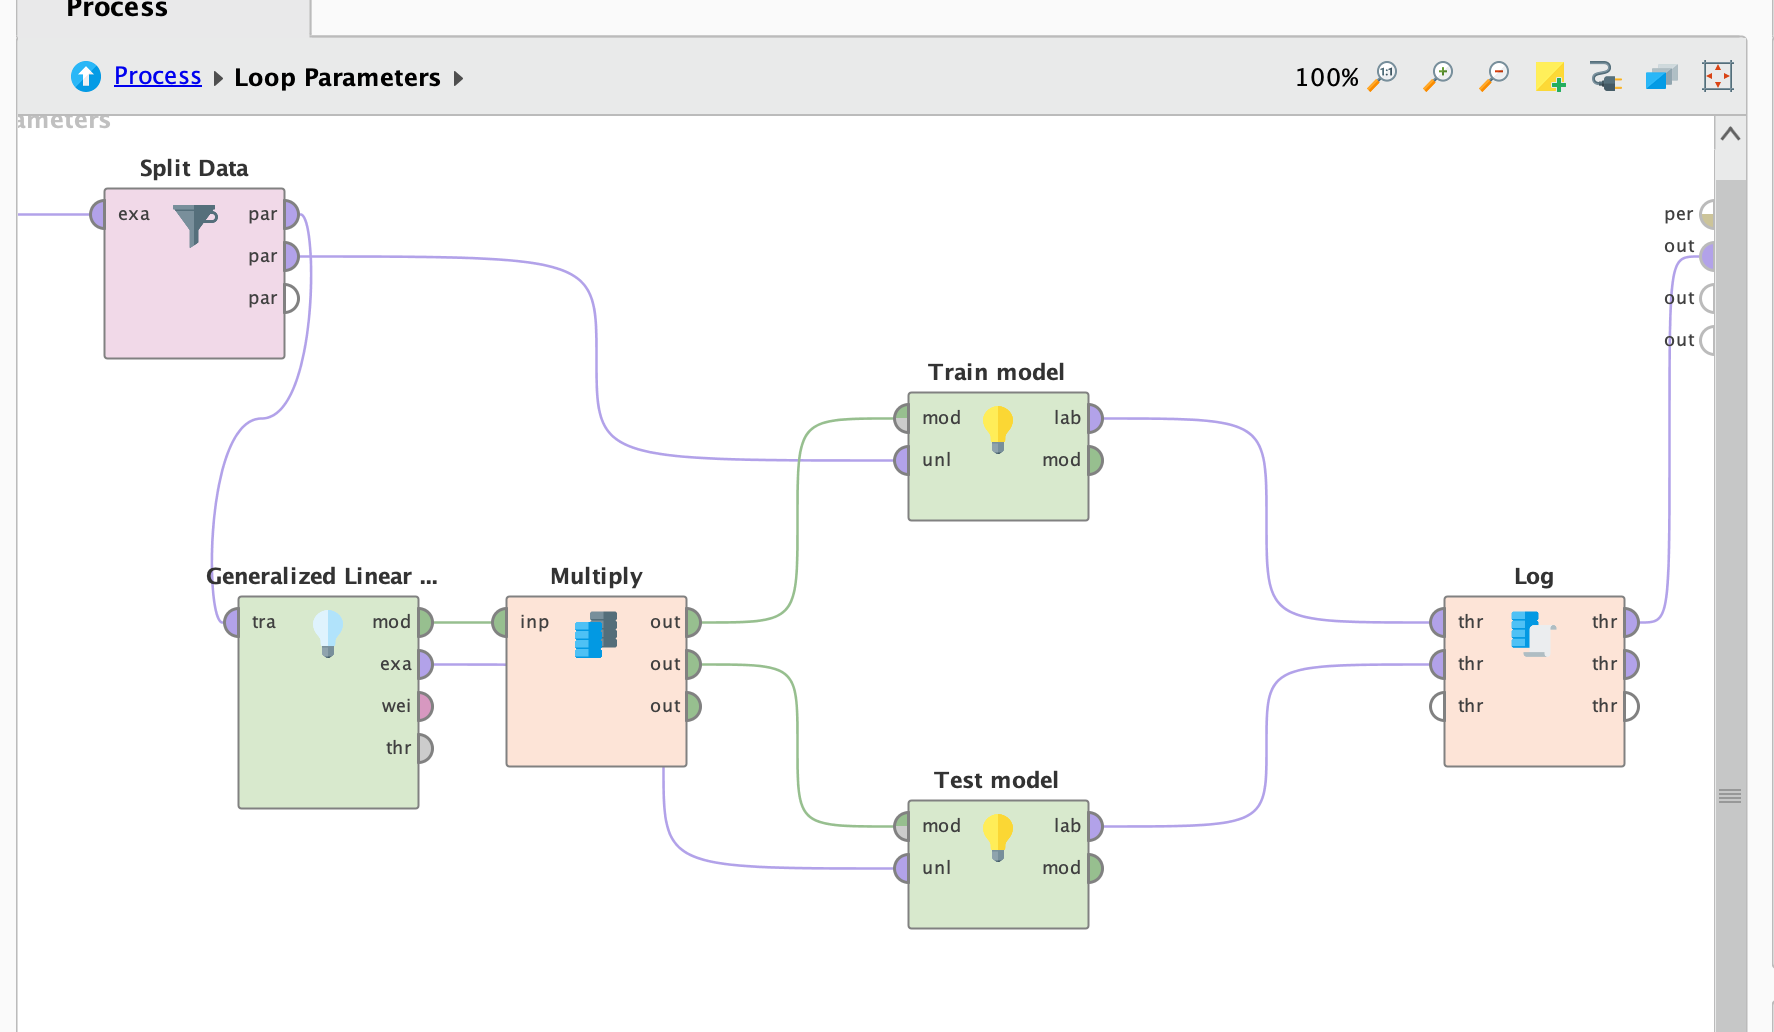 Process
Process Loop Parameters
100%
ameters
Split Data
exa par
par
par
per
out
out
out
Train model
mod lab
unl mod
Generalized Linear ...
tra mod
exa
wei
thr
Multiply
inp out
out
out
Log
thr thr
thr thr
thr thr
Test model
mod lab
unl mod